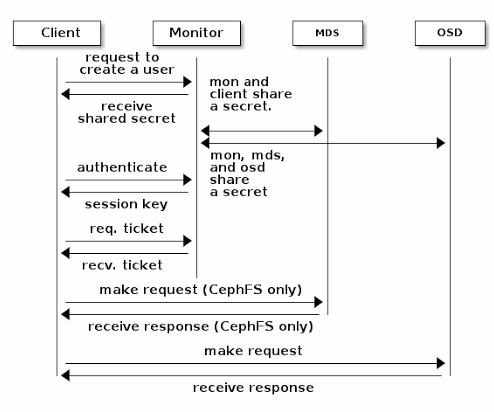 Client
Monitor
MDS
OSD
request to
create a user
mon and
client share
a secret.
receive
shared secret
mon, mds,
and osd
share
a secret
authenticate
session key
req. ticket
recv. ticket
make request (CephFS only)
receive response (CephFS only)
make request
receive response